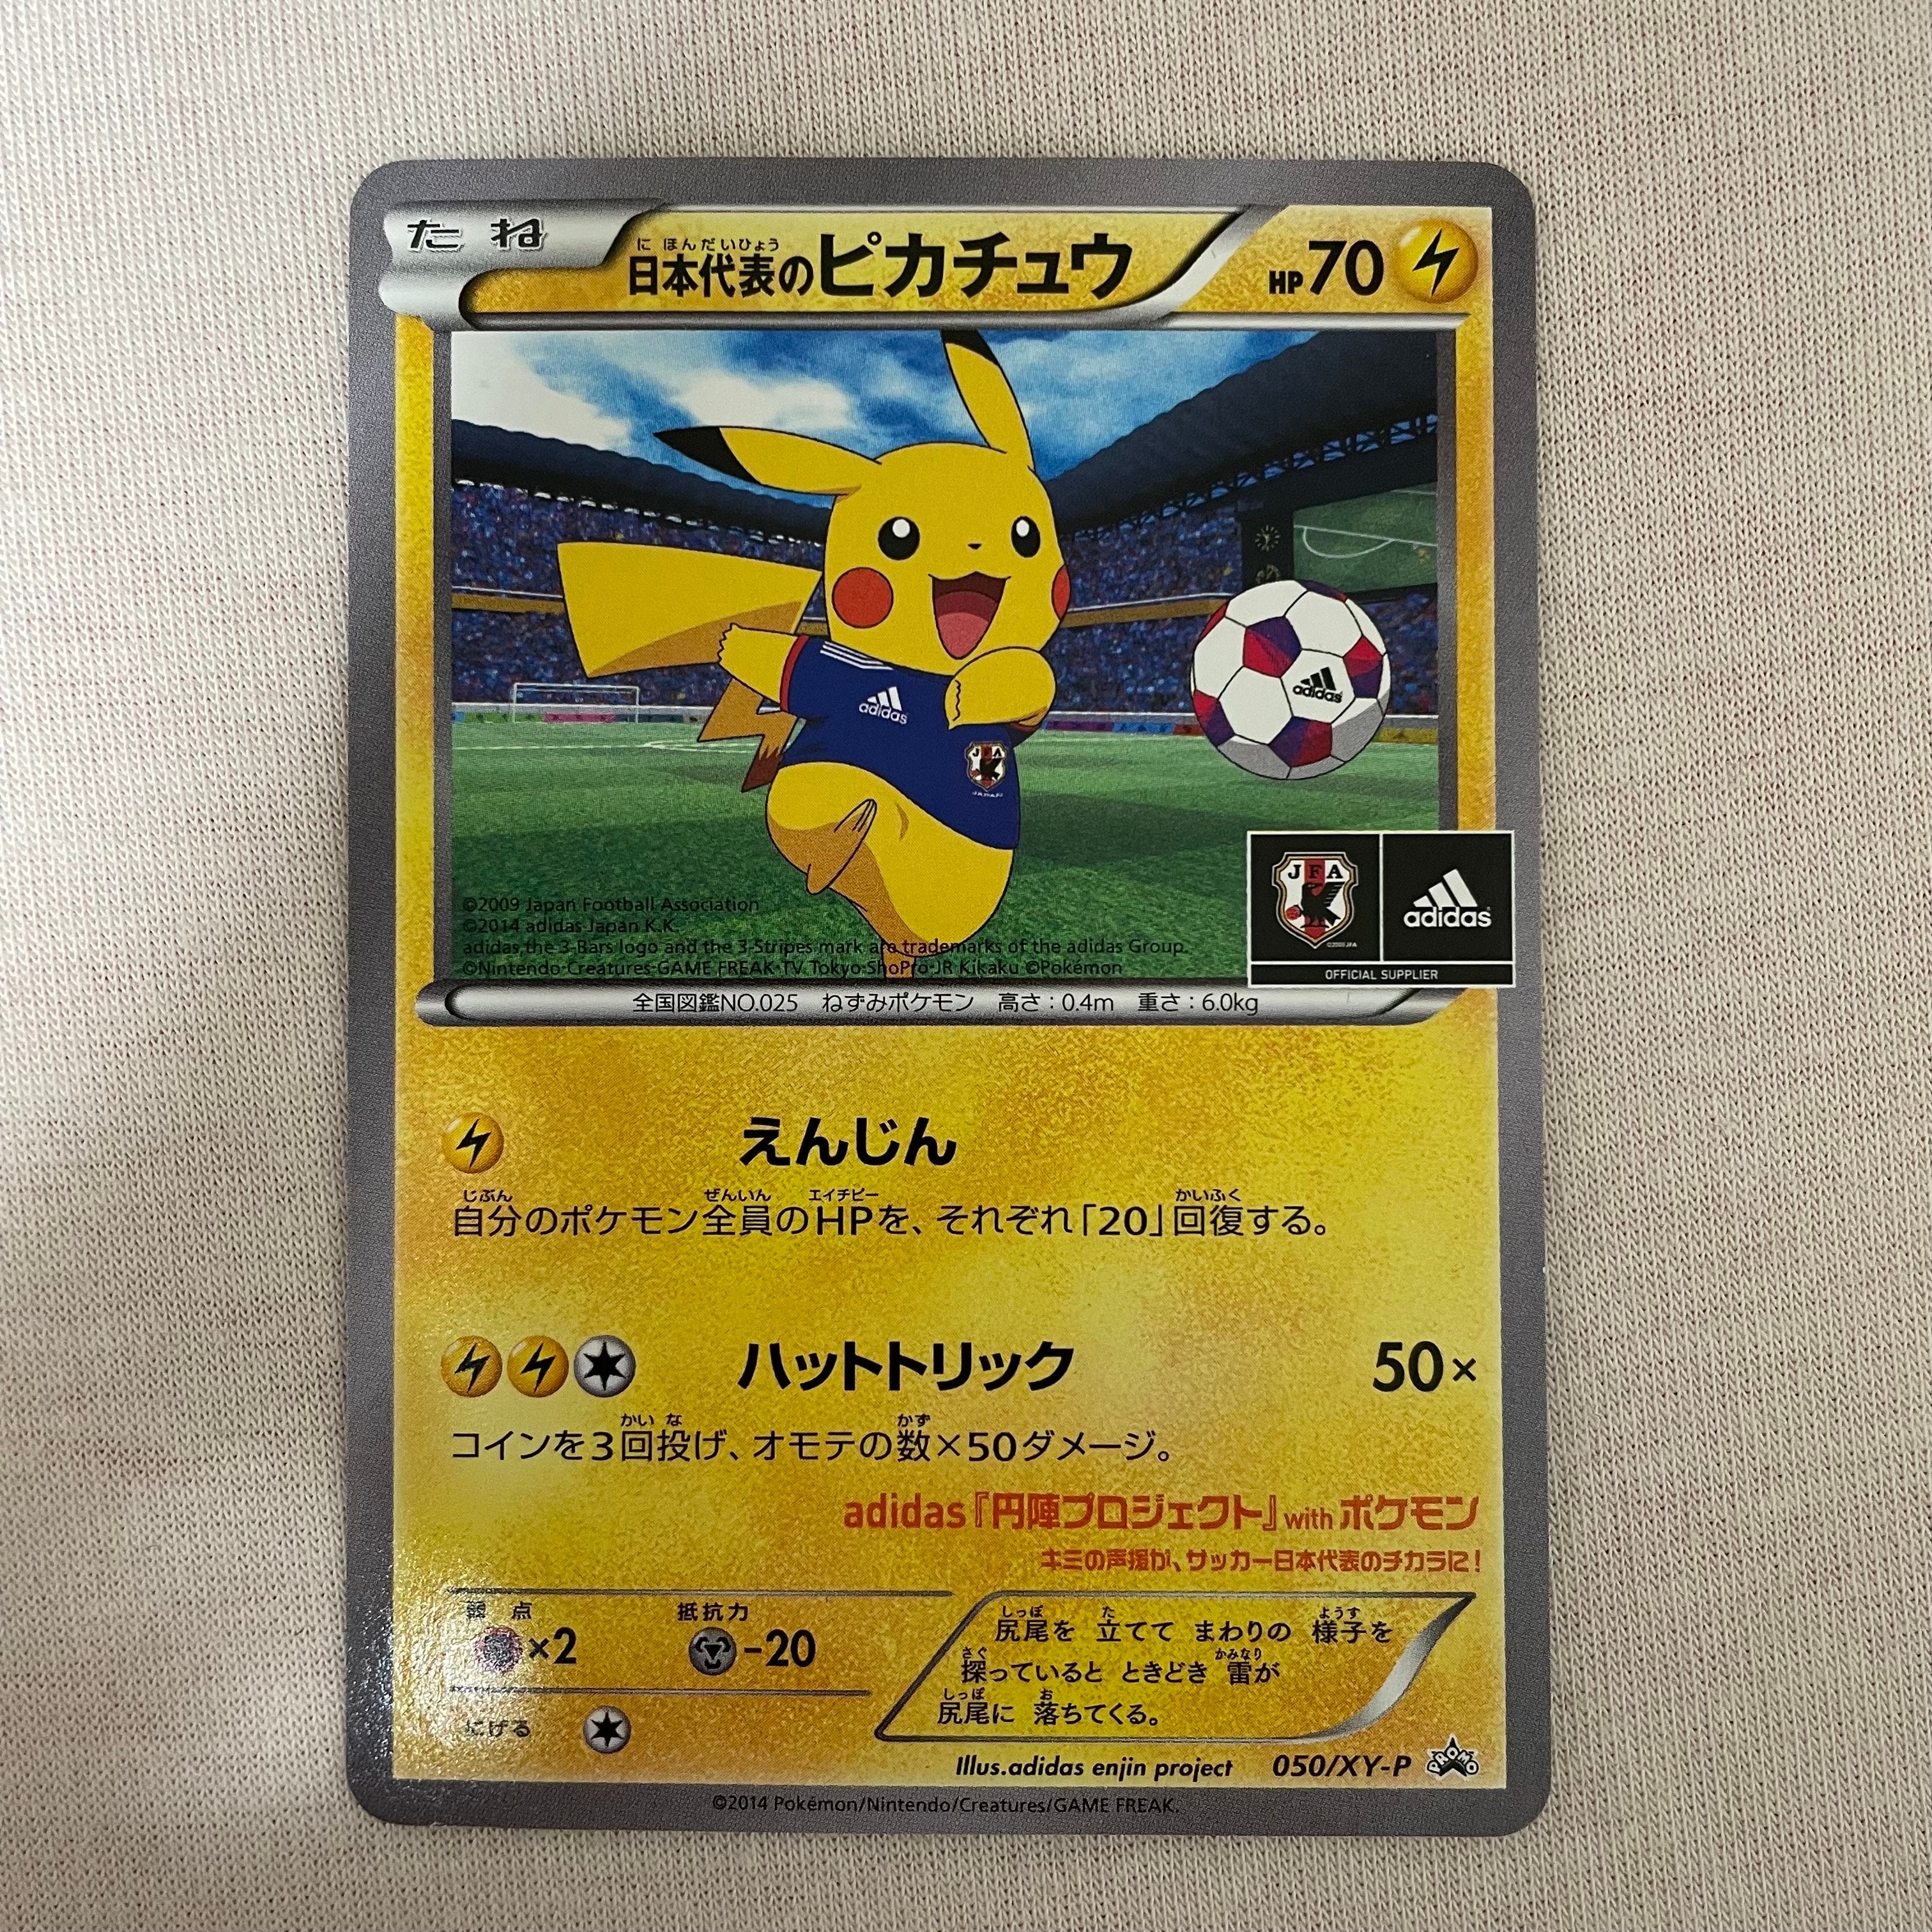 たね
にほんだいひょう
日本代表のピカチュウ
HP70
adidas
JFA
JAPAN
adidas
©2009 Japan Football Association
©2014 adidas Japan K.K.
adidas,the 3-Bars logo and the 3-Stripes mark are trademarks of the adidas Group.
©Nintendo·Creatures·GAME FREAK·TV Tokyo·ShoPro·JR Kikaku ©Pokémon
JFA
©2009 JFA
adidas
OFFICIAL SUPPLIER
全国図鑑NO.025 ねずみポケモン 高さ：0.4m 重さ：6.0kg
えんじん
じぶん ぜんいん エイチピー かいふく
自分のポケモン全員のHPを、それぞれ「20」回復する。
ハットトリック 50×
かい な かず
コインを3回投げ、オモテの数×50ダメージ。
adidas『円陣プロジェクト』with ポケモン
キミの声援が、サッカー日本代表のチカラに！
弱点 抵抗力
×2 −20
にげる
しっぽ た ようす
尻尾を 立てて まわりの 様子を
さぐ かみなり
探っていると ときどき 雷が
しっぽ お
尻尾に 落ちてくる。
Illus.adidas enjin project 050/XY-P PROMO
©2014 Pokémon/Nintendo/Creatures/GAME FREAK.